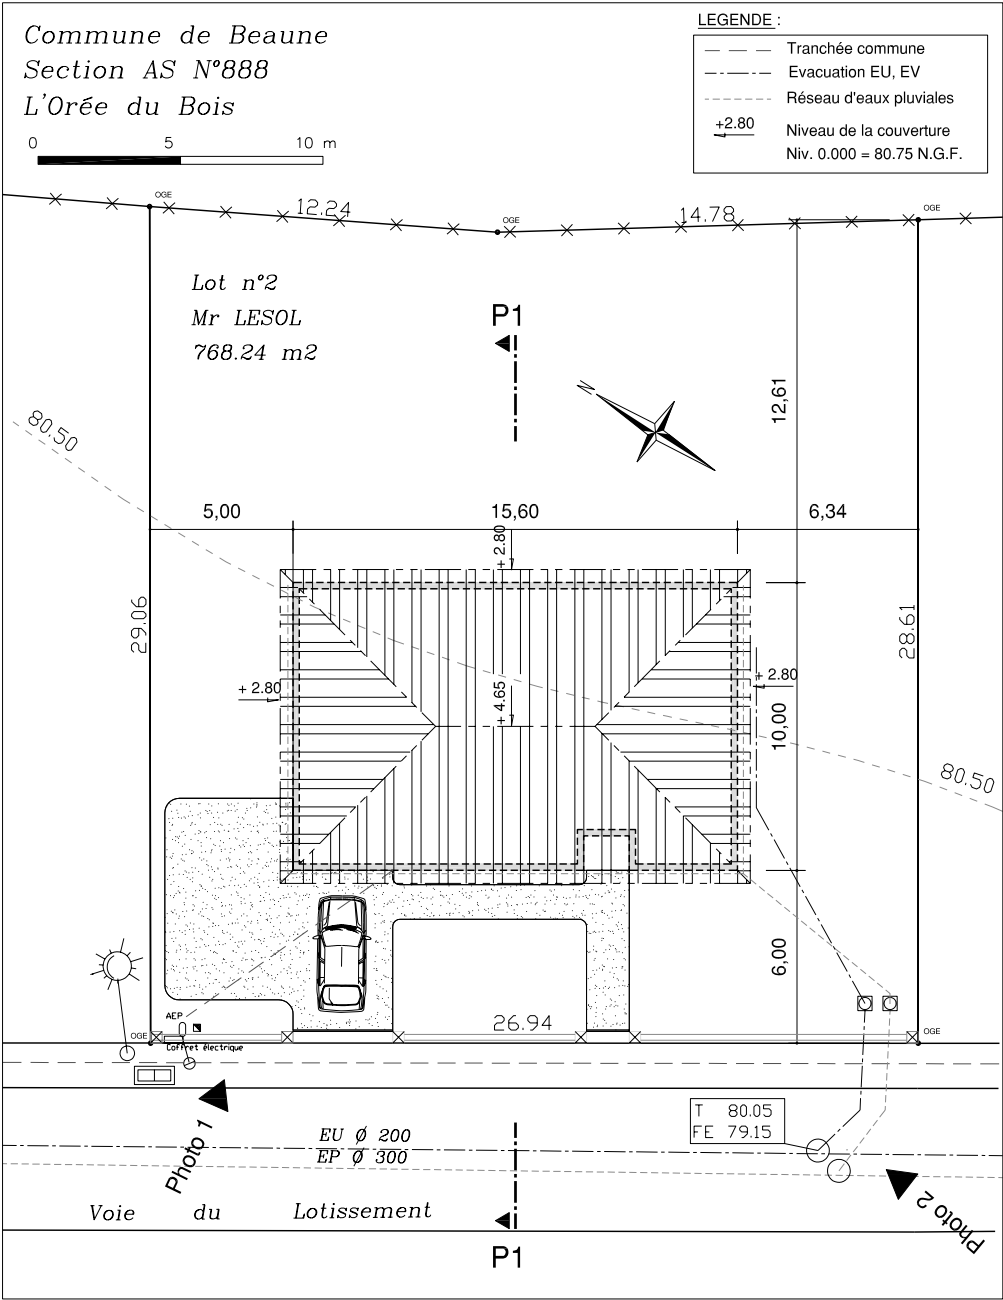 Commune de Beaune
Section AS N°888
L'Orée du Bois
0 5 10 m
LEGENDE :
Tranchée commune
Evacuation EU, EV
Réseau d'eaux pluviales
+2.80 Niveau de la couverture
Niv. 0.000 = 80.75 N.G.F.
OGE
12.24
OGE
14.78
OGE
Lot n°2
Mr LESOL
768.24 m2
P1
N
12,61
80.50
5,00
15,60
6,34
+ 2.80
29.06
28.61
+ 2.80
+ 4.65
+ 2.80
10,00
80.50
6,00
AEP
OGE
Coffret électrique
26.94
OGE
Photo 1
EU Ø 200
EP Ø 300
T 80.05
FE 79.15
Photo 2
Voie du Lotissement
P1